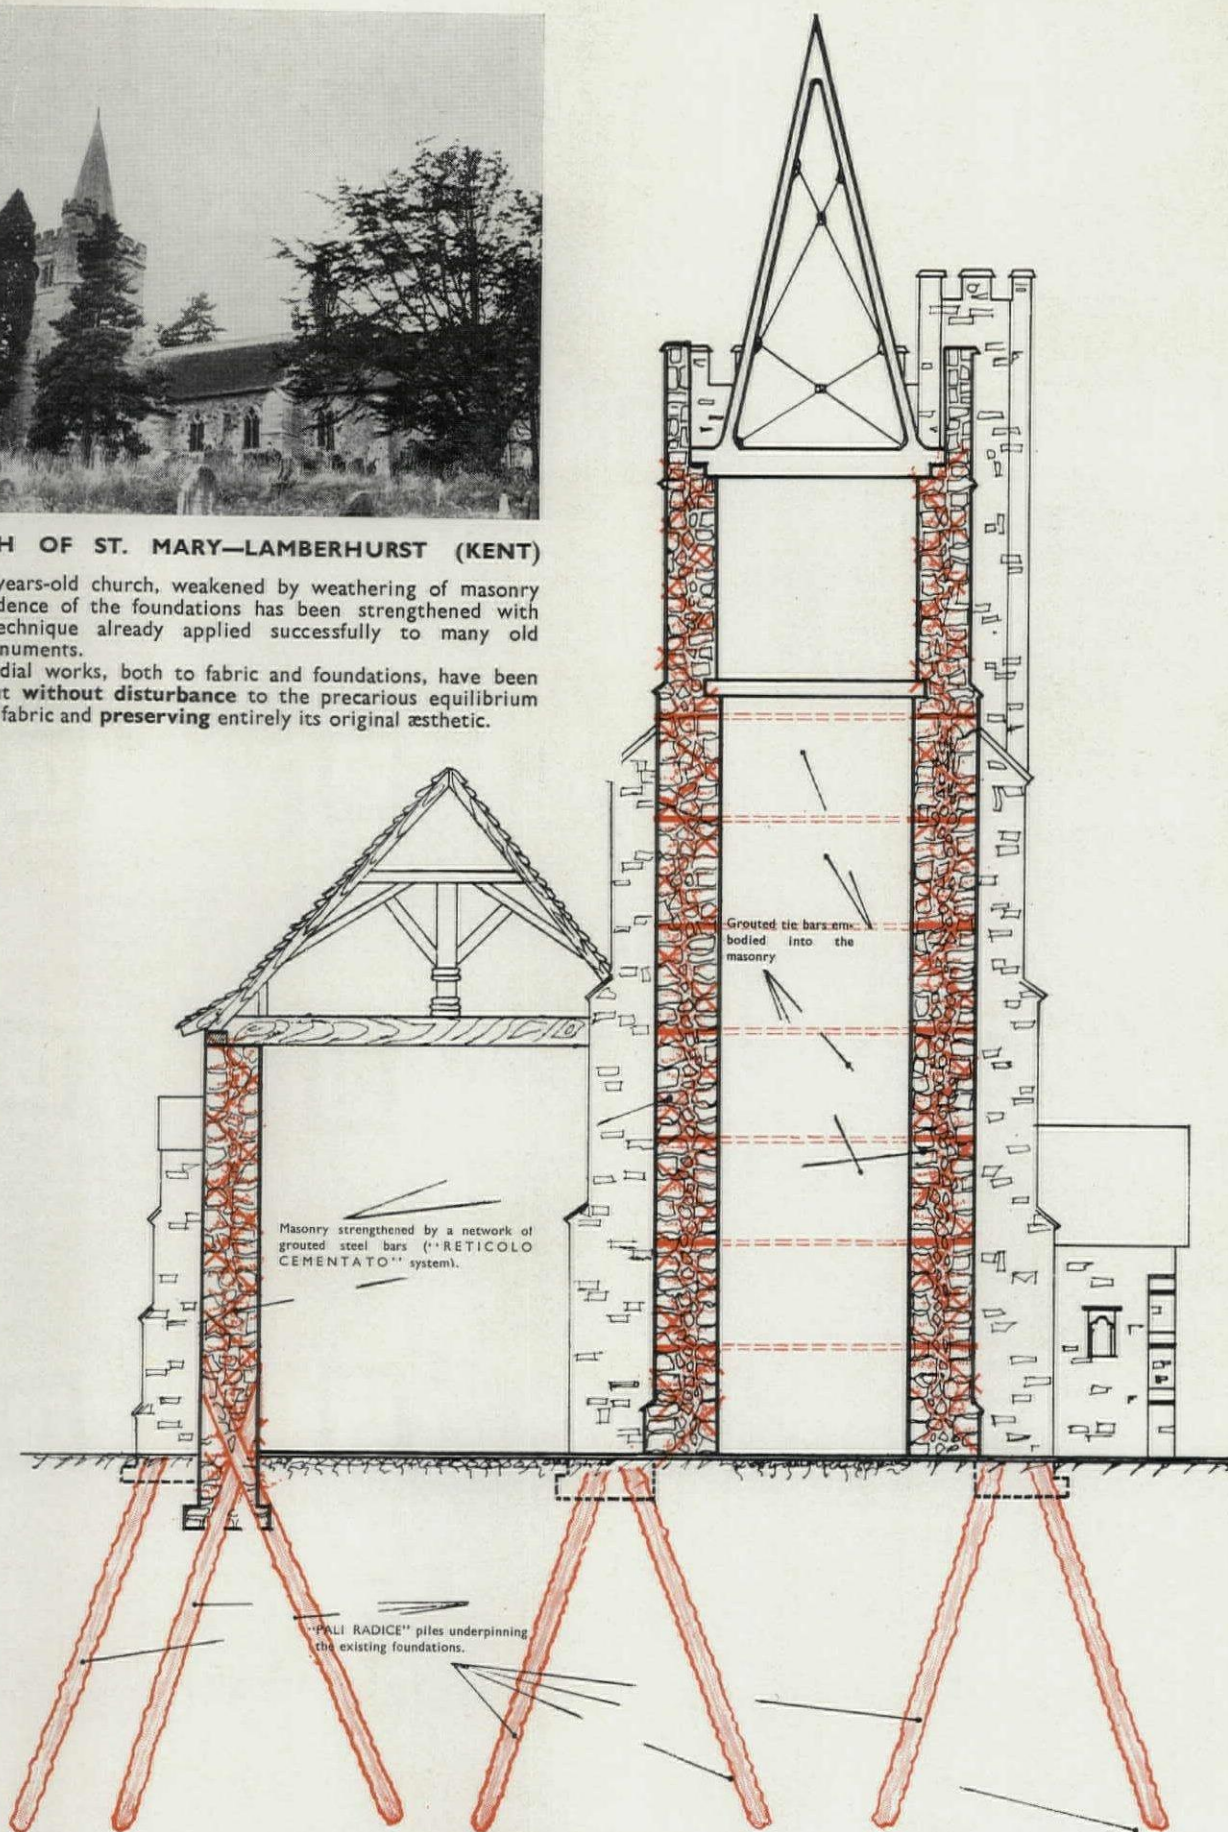 H OF ST. MARY—LAMBERHURST (KENT)
years-old church, weakened by weathering of masonry
dence of the foundations has been strengthened with
echnique already applied successfully to many old
numents.
dial works, both to fabric and foundations, have been
t without disturbance to the precarious equilibrium
fabric and preserving entirely its original æsthetic.
Grouted tie bars em-
bodied into the
masonry
Masonry strengthened by a network of
grouted steel bars ("RETICOLO
CEMENTATO" system).
"PALI RADICE" piles underpinning
the existing foundations.